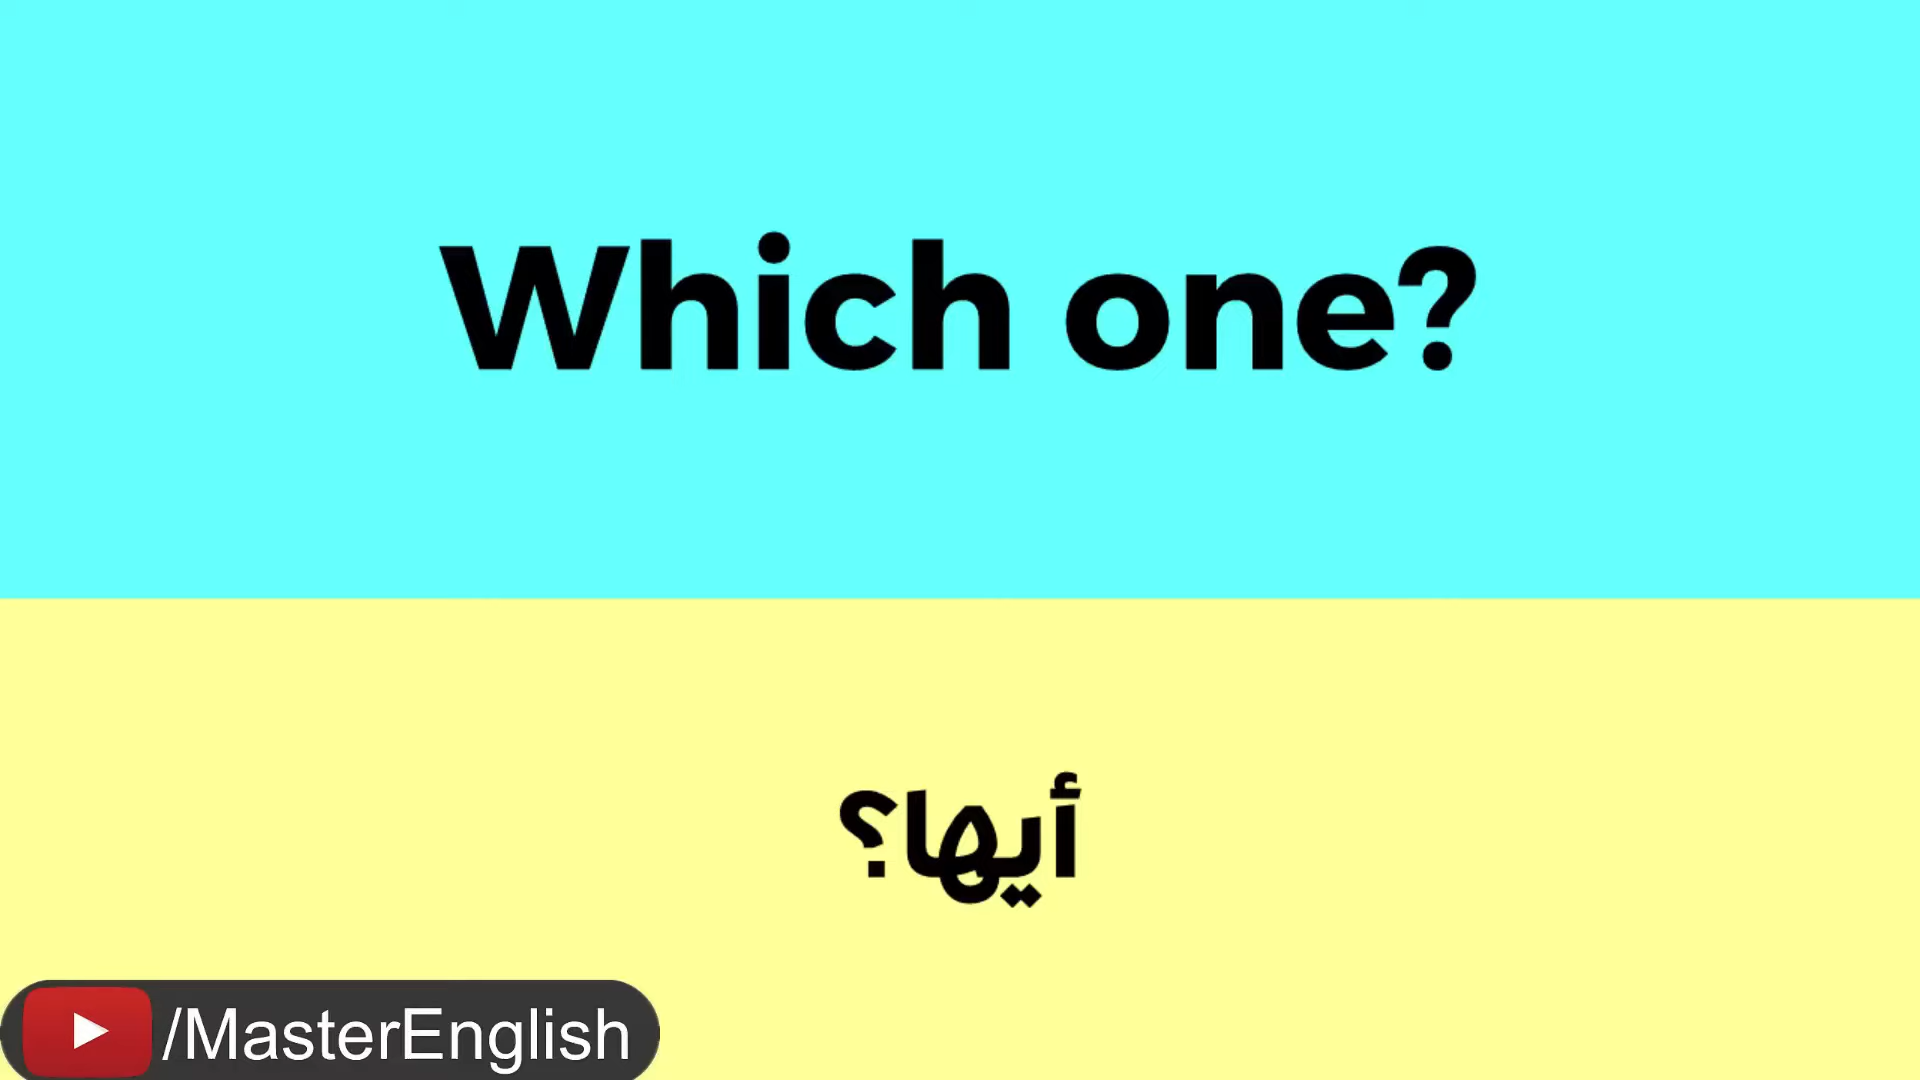 Which one?
أيها؟
/MasterEnglish